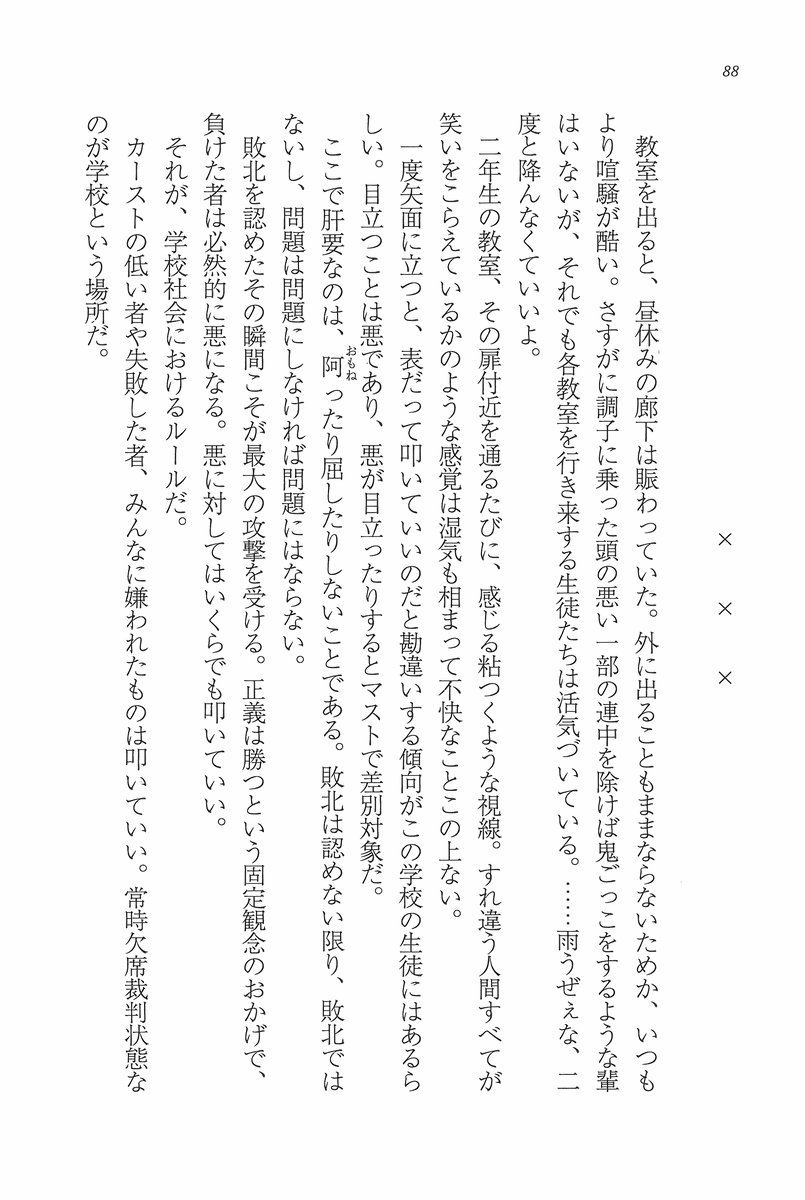 88
×　×　×
教室を出ると、昼休みの廊下は賑わっていた。外に出ることもままならないためか、いつも
より喧騒が酷い。さすがに調子に乗った頭の悪い一部の連中を除けば鬼ごっこをするような輩
はいないが、それでも各教室を行き来する生徒たちは活気づいている。……雨うぜぇな、二
度と降んなくていいよ。
二年生の教室、その扉付近を通るたびに、感じる粘つくような視線。すれ違う人間すべてが
笑いをこらえているかのような感覚は湿気も相まって不快なことこの上ない。
一度矢面に立つと、表だって叩いていいのだと勘違いする傾向がこの学校の生徒にはあるら
しい。目立つことは悪であり、悪が目立ったりするとマストで差別対象だ。
ここで肝要なのは、阿おもねったり屈したりしないことである。敗北は認めない限り、敗北では
ないし、問題は問題にしなければ問題にはならない。
敗北を認めたその瞬間こそが最大の攻撃を受ける。正義は勝つという固定観念のおかげで、
負けた者は必然的に悪になる。悪に対してはいくらでも叩いていい。
それが、学校社会におけるルールだ。
カーストの低い者や失敗した者、みんなに嫌われたものは叩いていい。常時欠席裁判状態な
のが学校という場所だ。